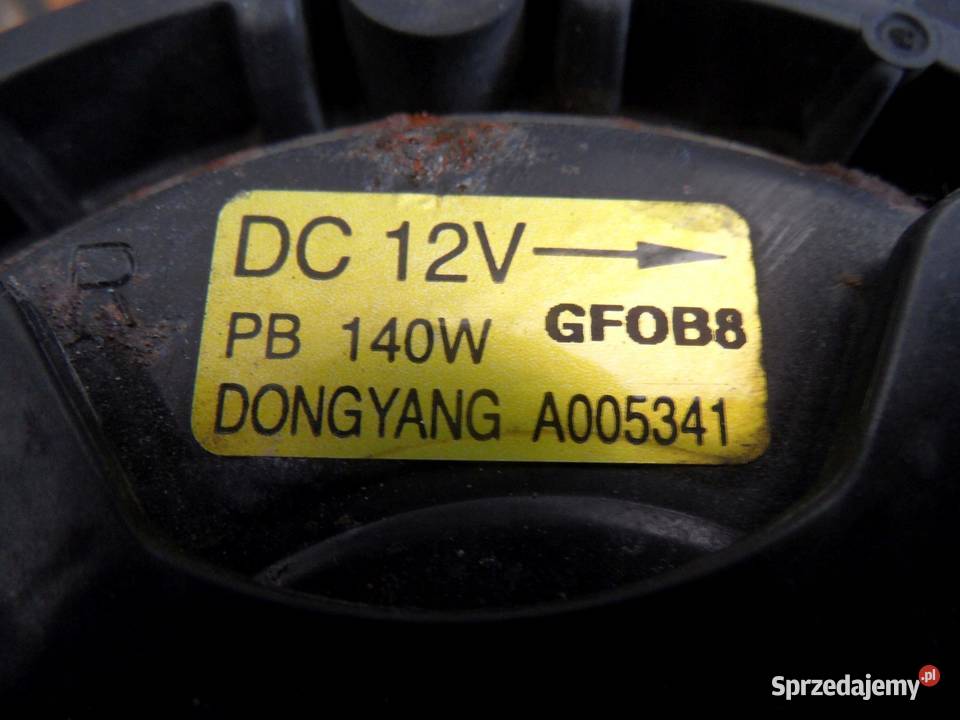 R
DC 12V
PB 140W GFOB8
DONGYANG A005341
Sprzedajemy.pl